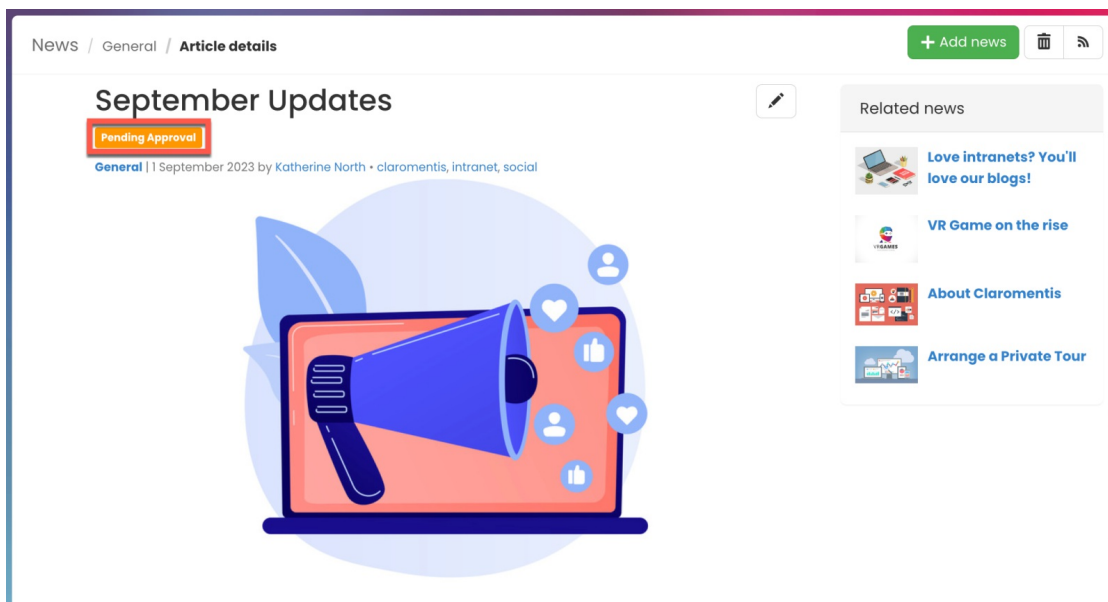 News / General / Article details
+ Add news
September Updates
Pending Approval
General | 1 September 2023 by Katherine North • claromentis, intranet, social
Related news
Love intranets? You'll
love our blogs!
VR Game on the rise
VRGAMES
About Claromentis
Arrange a Private Tour